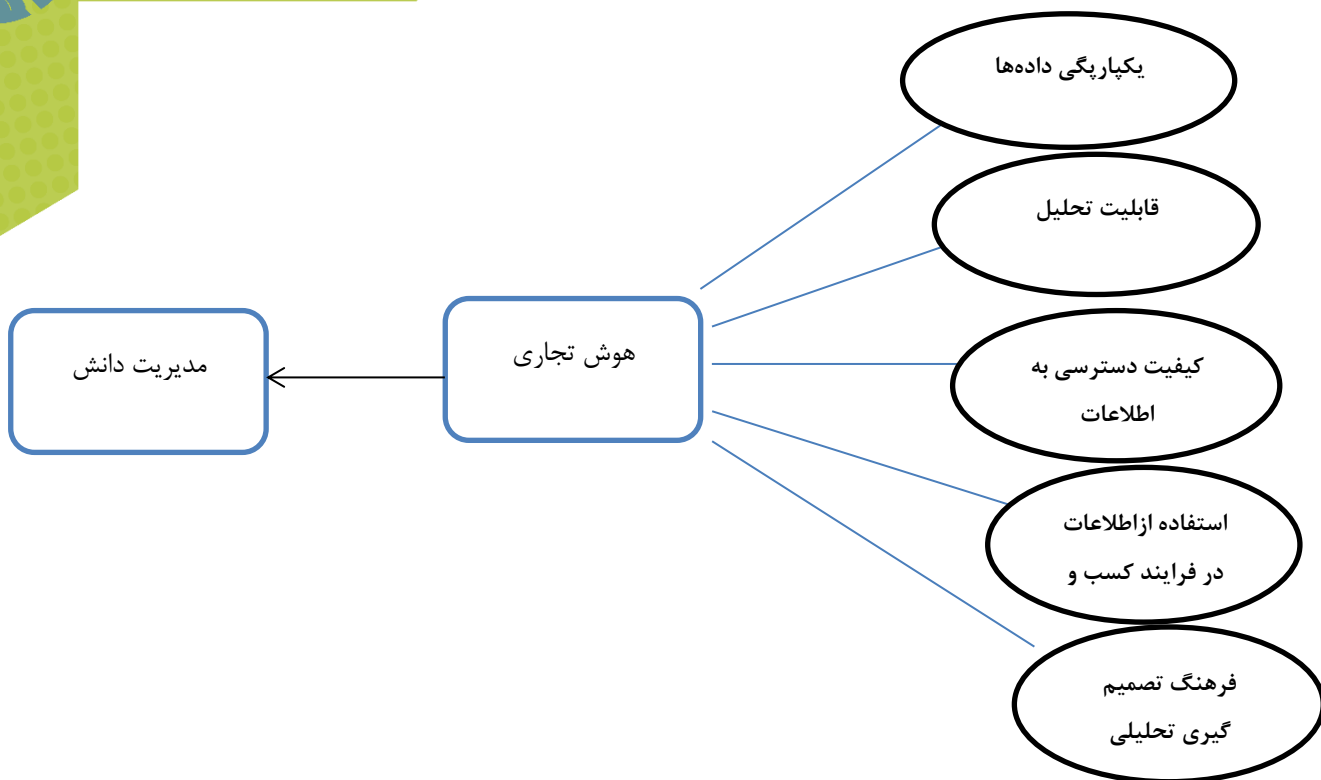 یکپارپگی داده‌ها
قابلیت تحلیل
کیفیت دسترسی به
اطلاعات
استفاده ازاطلاعات
در فرایند کسب و
فرهنگ تصمیم
گیری تحلیلی
هوش تجاری
مدیریت دانش